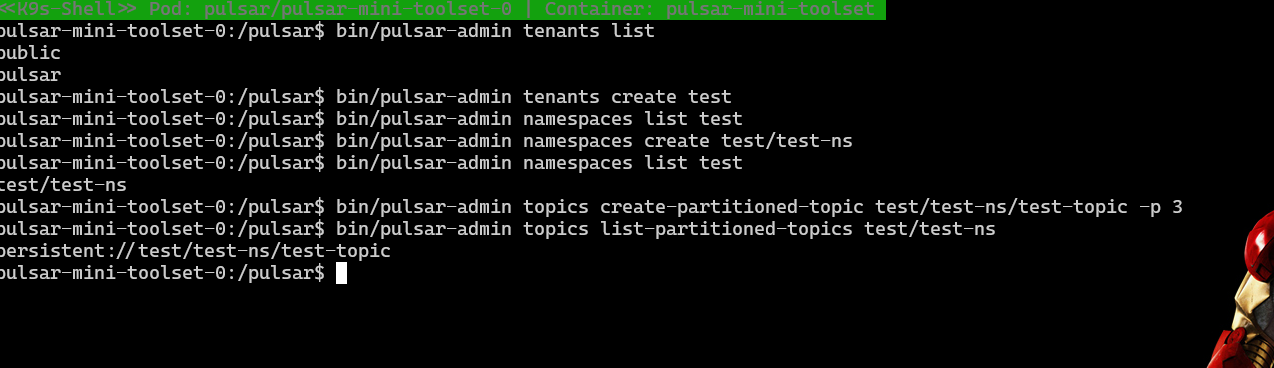 <<K9s-Shell>> Pod: pulsar/pulsar-mini-toolset-0 | Container: pulsar-mini-toolset
pulsar-mini-toolset-0:/pulsar$ bin/pulsar-admin tenants list
public
pulsar
pulsar-mini-toolset-0:/pulsar$ bin/pulsar-admin tenants create test
pulsar-mini-toolset-0:/pulsar$ bin/pulsar-admin namespaces list test
pulsar-mini-toolset-0:/pulsar$ bin/pulsar-admin namespaces create test/test-ns
pulsar-mini-toolset-0:/pulsar$ bin/pulsar-admin namespaces list test
test/test-ns
pulsar-mini-toolset-0:/pulsar$ bin/pulsar-admin topics create-partitioned-topic test/test-ns/test-topic -p 3
pulsar-mini-toolset-0:/pulsar$ bin/pulsar-admin topics list-partitioned-topics test/test-ns
persistent://test/test-ns/test-topic
pulsar-mini-toolset-0:/pulsar$